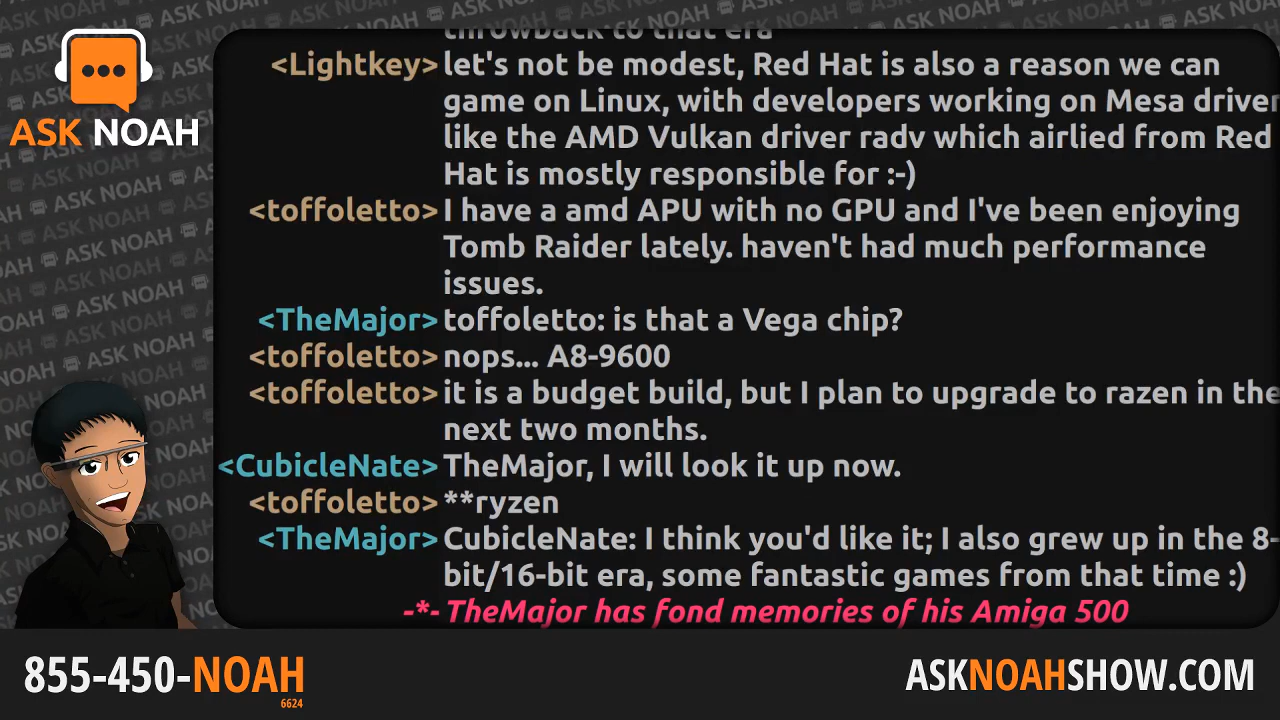 ASK NOAH
throwback to that era
<Lightkey> let's not be modest, Red Hat is also a reason we can
game on Linux, with developers working on Mesa driver
like the AMD Vulkan driver radv which airlied from Red
Hat is mostly responsible for :-)
<toffoletto> I have a amd APU with no GPU and I've been enjoying
Tomb Raider lately. haven't had much performance
issues.
<TheMajor> toffoletto: is that a Vega chip?
<toffoletto> nops... A8-9600
<toffoletto> it is a budget build, but I plan to upgrade to razen in the
next two months.
<CubicleNate> TheMajor, I will look it up now.
<toffoletto> **ryzen
<TheMajor> CubicleNate: I think you'd like it; I also grew up in the 8-
bit/16-bit era, some fantastic games from that time :)
-*- TheMajor has fond memories of his Amiga 500
855-450-NOAH
6624
ASKNOAHSHOW.COM